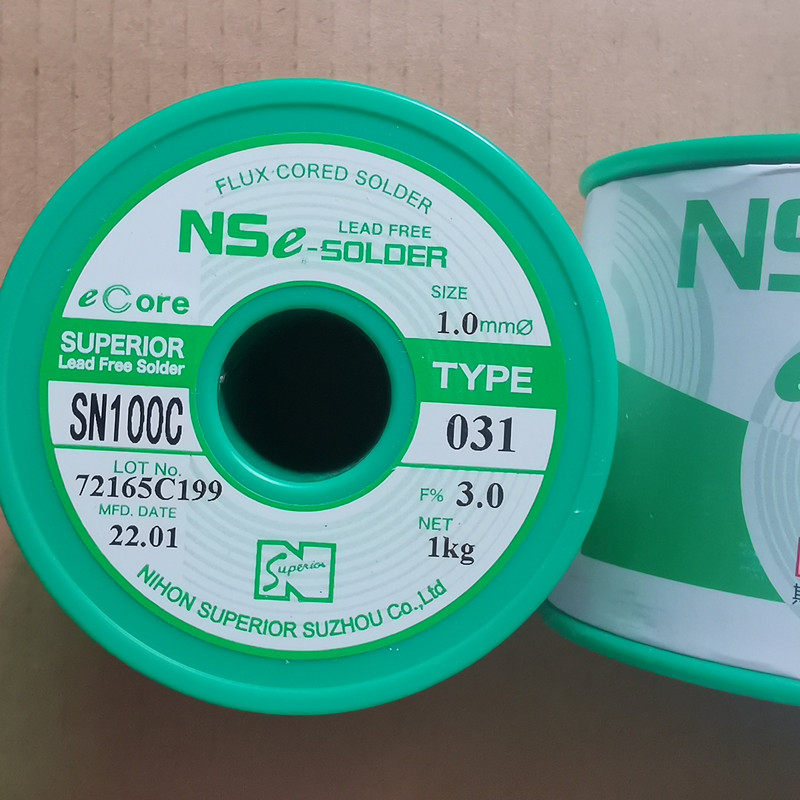 FLUX CORED SOLDER
LEAD FREE
NSe-SOLDER
eCore
SIZE
1.0mmØ
SUPERIOR
Lead Free Solder
TYPE
SN100C
031
LOT No.
72165C199
F% 3.0
MFD. DATE
22.01
NET
1kg
Superior
NIHON SUPERIOR SUZHOU Co.,Ltd
NS